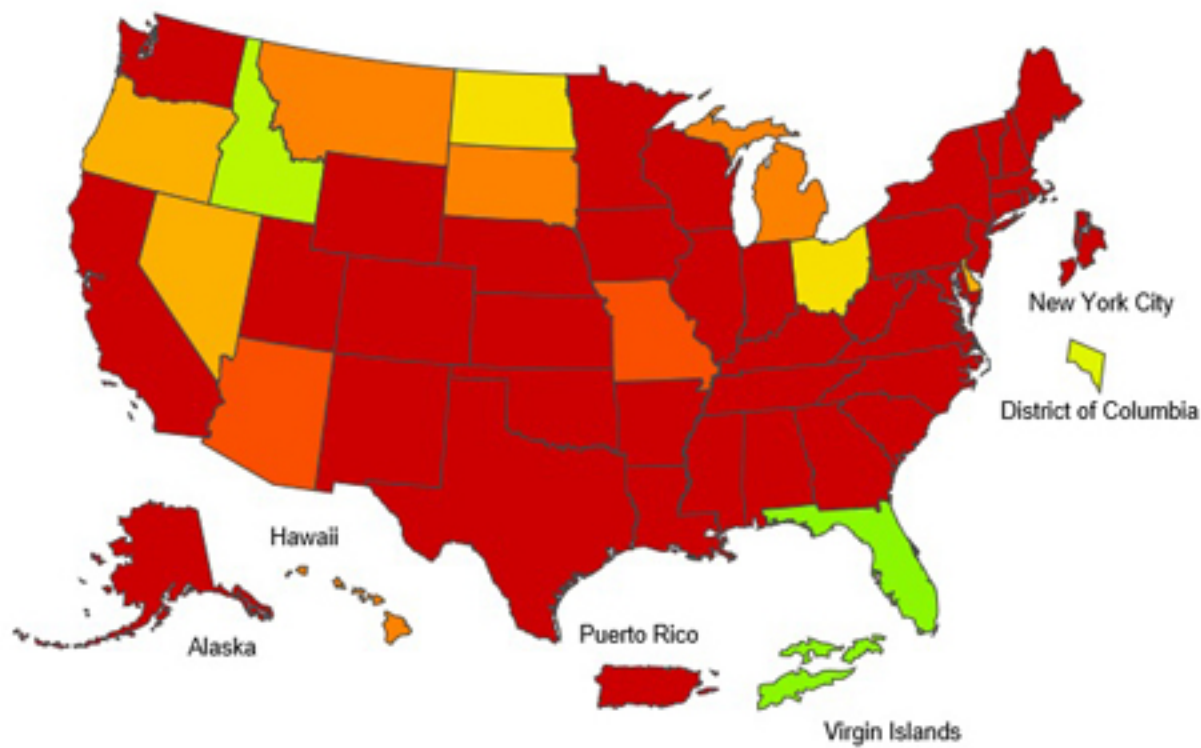 New York City
District of Columbia
Hawaii
Alaska
Puerto Rico
Virgin Islands